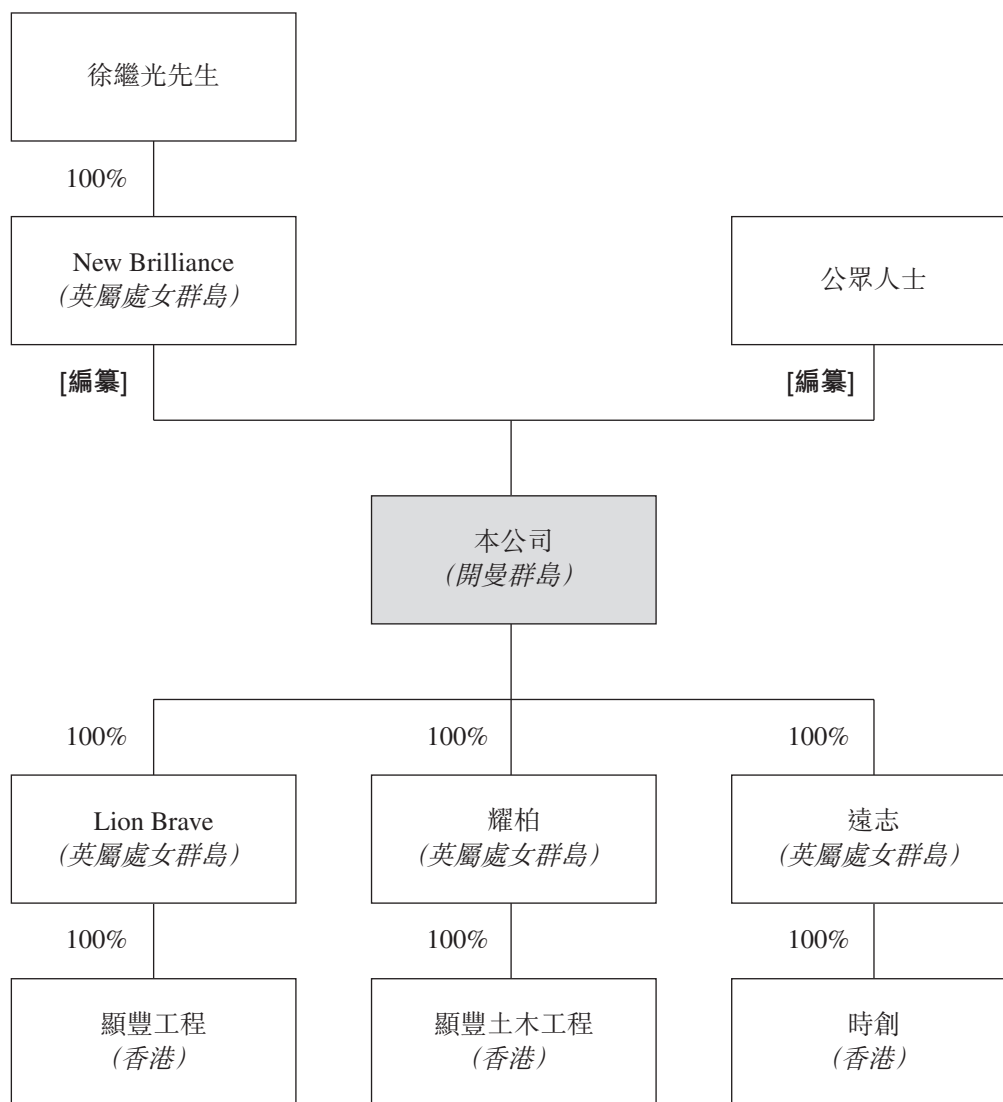 徐繼光先生
100%
New Brilliance
(英屬處女群島)
公眾人士
[編纂]
[編纂]
本公司
(開曼群島)
100%
100%
100%
Lion Brave
(英屬處女群島)
耀柏
(英屬處女群島)
遠志
(英屬處女群島)
100%
100%
100%
顯豐工程
(香港)
顯豐土木工程
(香港)
時創
(香港)